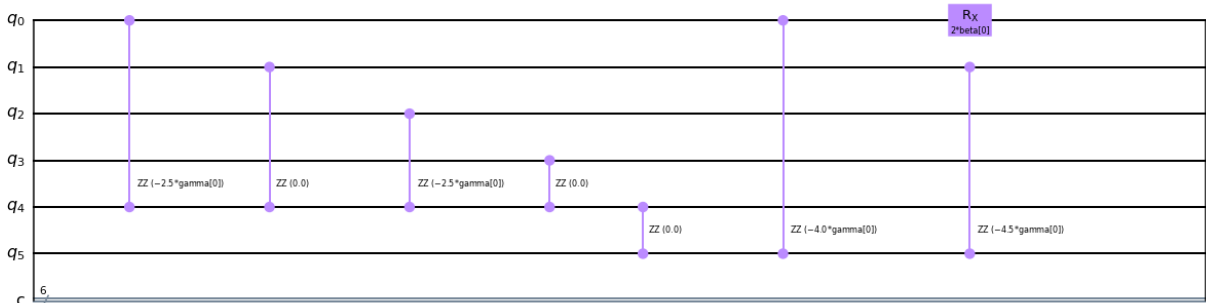 q0
q1
q2
q3
q4
q5
c
6
ZZ (−2.5*gamma[0])
ZZ (0.0)
ZZ (−2.5*gamma[0])
ZZ (0.0)
ZZ (0.0)
ZZ (−4.0*gamma[0])
RX
2*beta[0]
ZZ (−4.5*gamma[0])